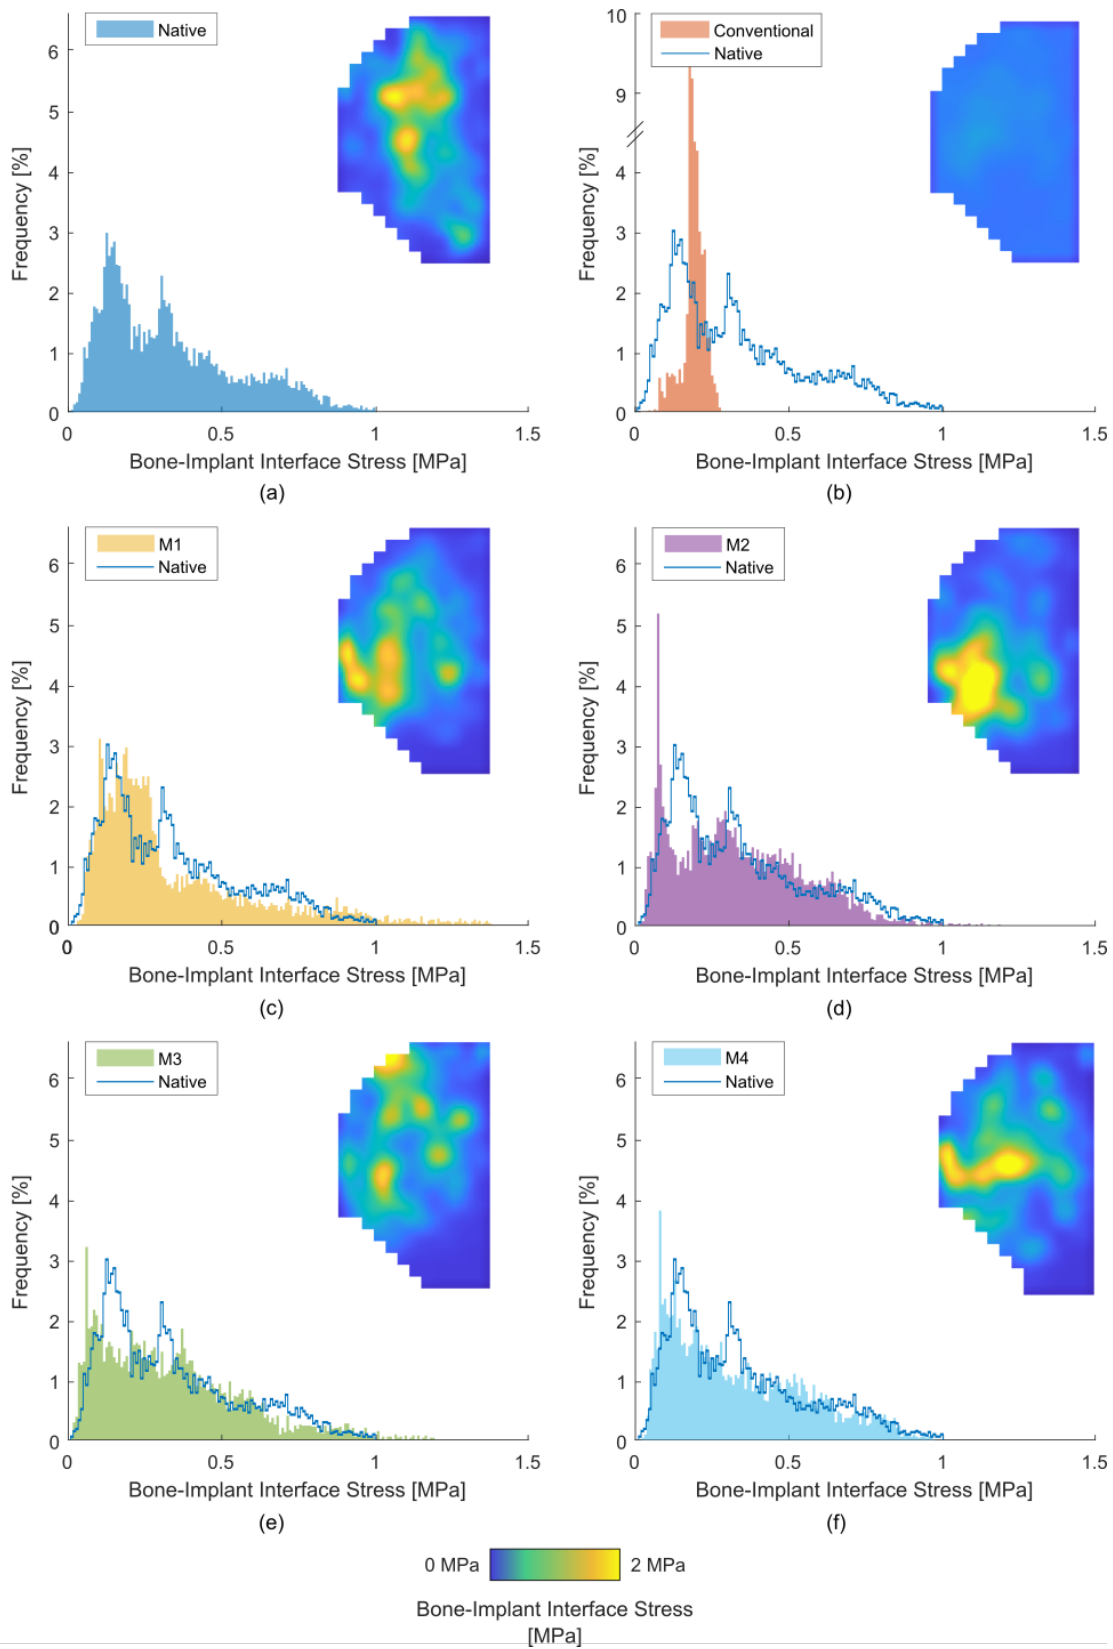 Native
6
5
4
3
2
1
0
Frequency [%]
0 0.5 1 1.5
Bone-Implant Interface Stress [MPa]
(a)
Conventional
Native
10
9
4
3
2
1
0
Frequency [%]
0 0.5 1 1.5
Bone-Implant Interface Stress [MPa]
(b)
M1
Native
6
5
4
3
2
1
0
Frequency [%]
0 0.5 1 1.5
Bone-Implant Interface Stress [MPa]
(c)
M2
Native
6
5
4
3
2
1
0
Frequency [%]
0 0.5 1 1.5
Bone-Implant Interface Stress [MPa]
(d)
M3
Native
6
5
4
3
2
1
0
Frequency [%]
0 0.5 1 1.5
Bone-Implant Interface Stress [MPa]
(e)
M4
Native
6
5
4
3
2
1
0
Frequency [%]
0 0.5 1 1.5
Bone-Implant Interface Stress [MPa]
(f)
0 MPa 2 MPa
Bone-Implant Interface Stress
[MPa]